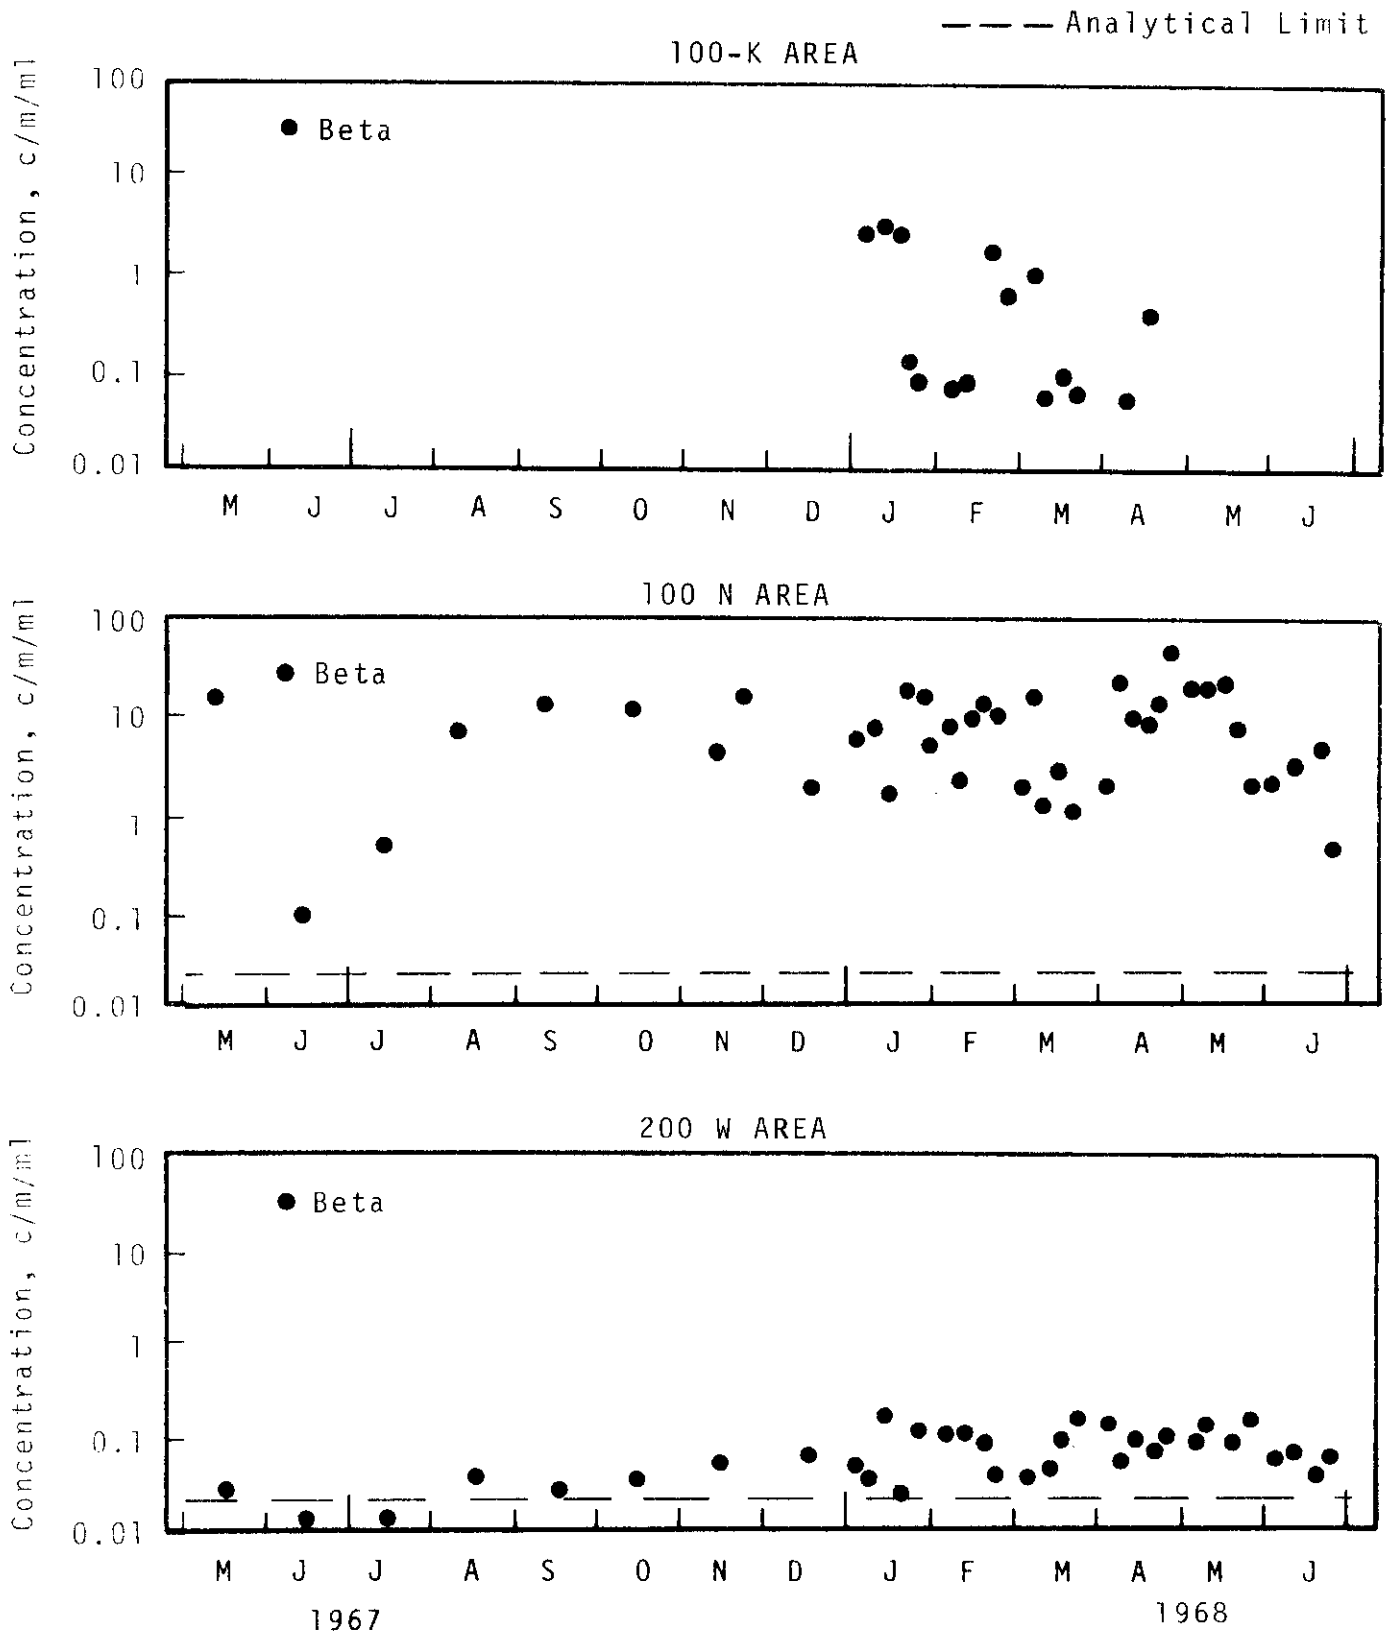 — — — Analytical Limit
100-K AREA
Concentration, c/m/ml
100
10
1
0.1
0.01
Beta
M J J A S O N D J F M A M J
100 N AREA
Concentration, c/m/ml
100
10
1
0.1
0.01
Beta
M J J A S O N D J F M A M J
200 W AREA
Concentration, c/m/ml
100
10
1
0.1
0.01
Beta
M J J A S O N D J F M A M J
1967 1968